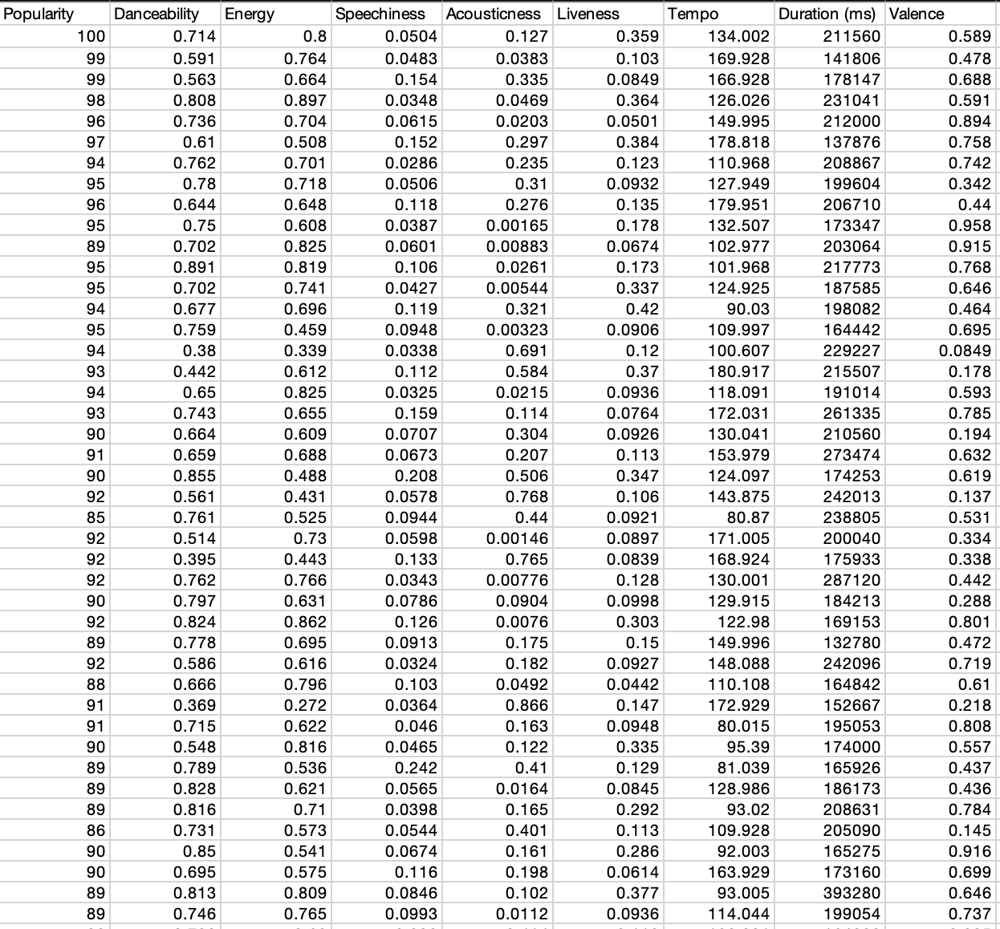 Popularity Danceability Energy Speechiness Acousticness Liveness Tempo Duration (ms) Valence
100 0.714 0.8 0.0504 0.127 0.359 134.002 211560 0.589
99 0.591 0.764 0.0483 0.0383 0.103 169.928 141806 0.478
99 0.563 0.664 0.154 0.335 0.0849 166.928 178147 0.688
98 0.808 0.897 0.0348 0.0469 0.364 126.026 231041 0.591
96 0.736 0.704 0.0615 0.0203 0.0501 149.995 212000 0.894
97 0.61 0.508 0.152 0.297 0.384 178.818 137876 0.758
94 0.762 0.701 0.0286 0.235 0.123 110.968 208867 0.742
95 0.78 0.718 0.0506 0.31 0.0932 127.949 199604 0.342
96 0.644 0.648 0.118 0.276 0.135 179.951 206710 0.44
95 0.75 0.608 0.0387 0.00165 0.178 132.507 173347 0.958
89 0.702 0.825 0.0601 0.00883 0.0674 102.977 203064 0.915
95 0.891 0.819 0.106 0.0261 0.173 101.968 217773 0.768
95 0.702 0.741 0.0427 0.00544 0.337 124.925 187585 0.646
94 0.677 0.696 0.119 0.321 0.42 90.03 198082 0.464
95 0.759 0.459 0.0948 0.00323 0.0906 109.997 164442 0.695
94 0.38 0.339 0.0338 0.691 0.12 100.607 229227 0.0849
93 0.442 0.612 0.112 0.584 0.37 180.917 215507 0.178
94 0.65 0.825 0.0325 0.0215 0.0936 118.091 191014 0.593
93 0.743 0.655 0.159 0.114 0.0764 172.031 261335 0.785
90 0.664 0.609 0.0707 0.304 0.0926 130.041 210560 0.194
91 0.659 0.688 0.0673 0.207 0.113 153.979 273474 0.632
90 0.855 0.488 0.208 0.506 0.347 124.097 174253 0.619
92 0.561 0.431 0.0578 0.768 0.106 143.875 242013 0.137
85 0.761 0.525 0.0944 0.44 0.0921 80.87 238805 0.531
92 0.514 0.73 0.0598 0.00146 0.0897 171.005 200040 0.334
92 0.395 0.443 0.133 0.765 0.0839 168.924 175933 0.338
92 0.762 0.766 0.0343 0.00776 0.128 130.001 287120 0.442
90 0.797 0.631 0.0786 0.0904 0.0998 129.915 184213 0.288
92 0.824 0.862 0.126 0.0076 0.303 122.98 169153 0.801
89 0.778 0.695 0.0913 0.175 0.15 149.996 132780 0.472
92 0.586 0.616 0.0324 0.182 0.0927 148.088 242096 0.719
88 0.666 0.796 0.103 0.0492 0.0442 110.108 164842 0.61
91 0.369 0.272 0.0364 0.866 0.147 172.929 152667 0.218
91 0.715 0.622 0.046 0.163 0.0948 80.015 195053 0.808
90 0.548 0.816 0.0465 0.122 0.335 95.39 174000 0.557
89 0.789 0.536 0.242 0.41 0.129 81.039 165926 0.437
89 0.828 0.621 0.0565 0.0164 0.0845 128.986 186173 0.436
89 0.816 0.71 0.0398 0.165 0.292 93.02 208631 0.784
86 0.731 0.573 0.0544 0.401 0.113 109.928 205090 0.145
90 0.85 0.541 0.0674 0.161 0.286 92.003 165275 0.916
90 0.695 0.575 0.116 0.198 0.0614 163.929 173160 0.699
89 0.813 0.809 0.0846 0.102 0.377 93.005 393280 0.646
89 0.746 0.765 0.0993 0.0112 0.0936 114.044 199054 0.737